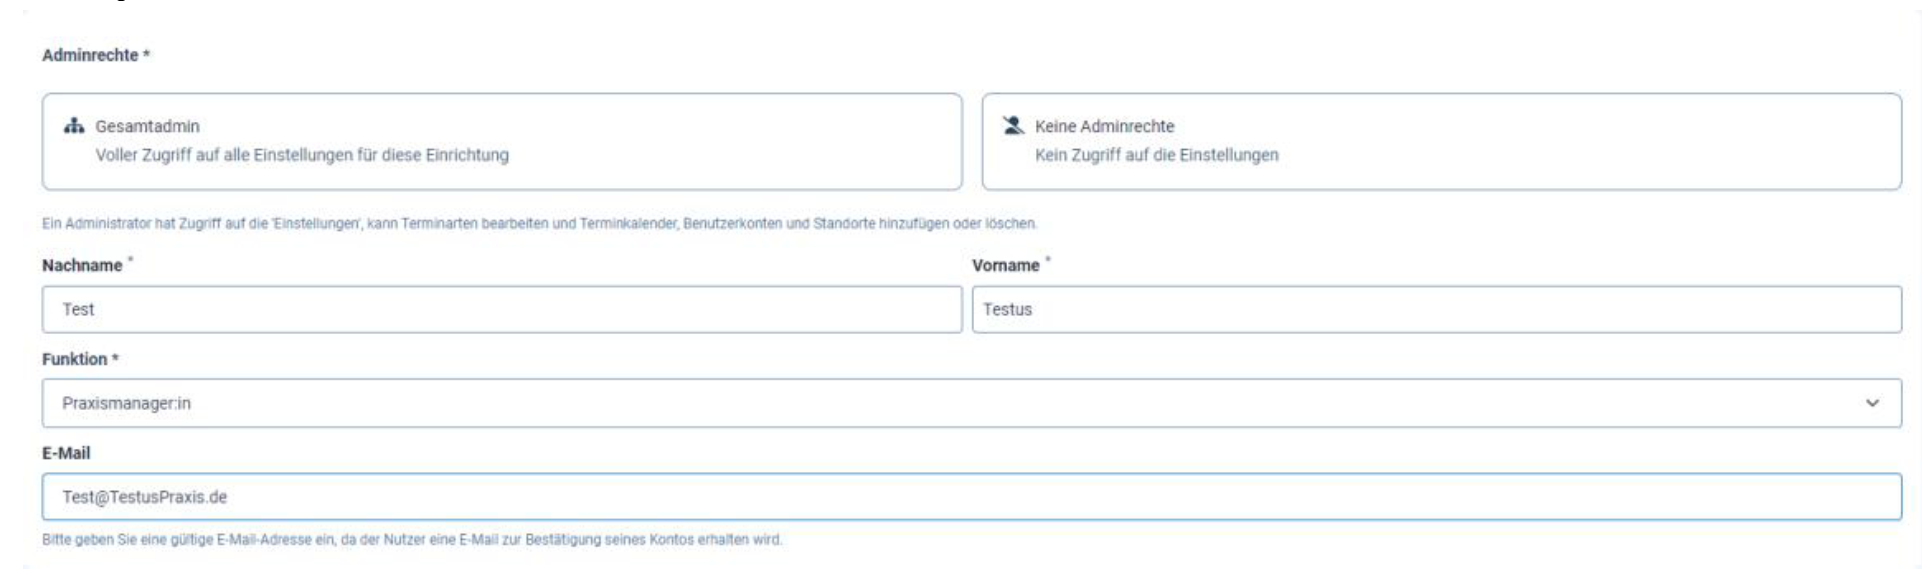 Adminrechte *
Gesamtadmin
Voller Zugriff auf alle Einstellungen für diese Einrichtung
Keine Adminrechte
Kein Zugriff auf die Einstellungen
Ein Administrator hat Zugriff auf die 'Einstellungen', kann Terminarten bearbeiten und Terminkalender, Benutzerkonten und Standorte hinzufügen oder löschen.
Nachname *
Vorname *
Test
Testus
Funktion *
Praxismanager:in
E-Mail
Test@TestusPraxis.de
Bitte geben Sie eine gültige E-Mail-Adresse ein, da der Nutzer eine E-Mail zur Bestätigung seines Kontos erhalten wird.